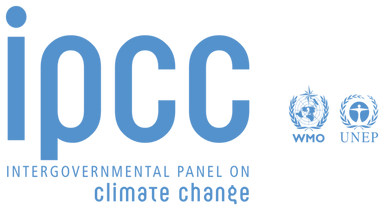 ipcc
INTERGOVERNMENTAL PANEL ON
climate change
WMO UNEP